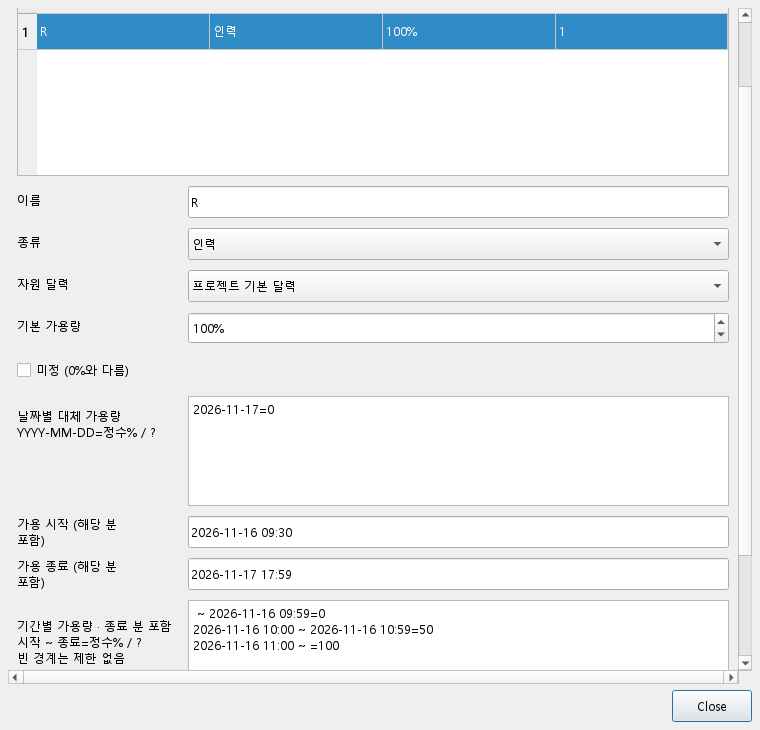 1 R 인력 100% 1
이름 R
종류 인력
자원 달력 프로젝트 기본 달력
기본 가용량 100%
미정 (0%와 다름)
날짜별 대체 가용량
YYYY-MM-DD=정수% / ?
2026-11-17=0
가용 시작 (해당 분
포함)
2026-11-16 09:30
가용 종료 (해당 분
포함)
2026-11-17 17:59
기간별 가용량 · 종료 분 포함
시작 ~ 종료=정수% / ?
빈 경계는 제한 없음
~ 2026-11-16 09:59=0
2026-11-16 10:00 ~ 2026-11-16 10:59=50
2026-11-16 11:00 ~ =100
Close